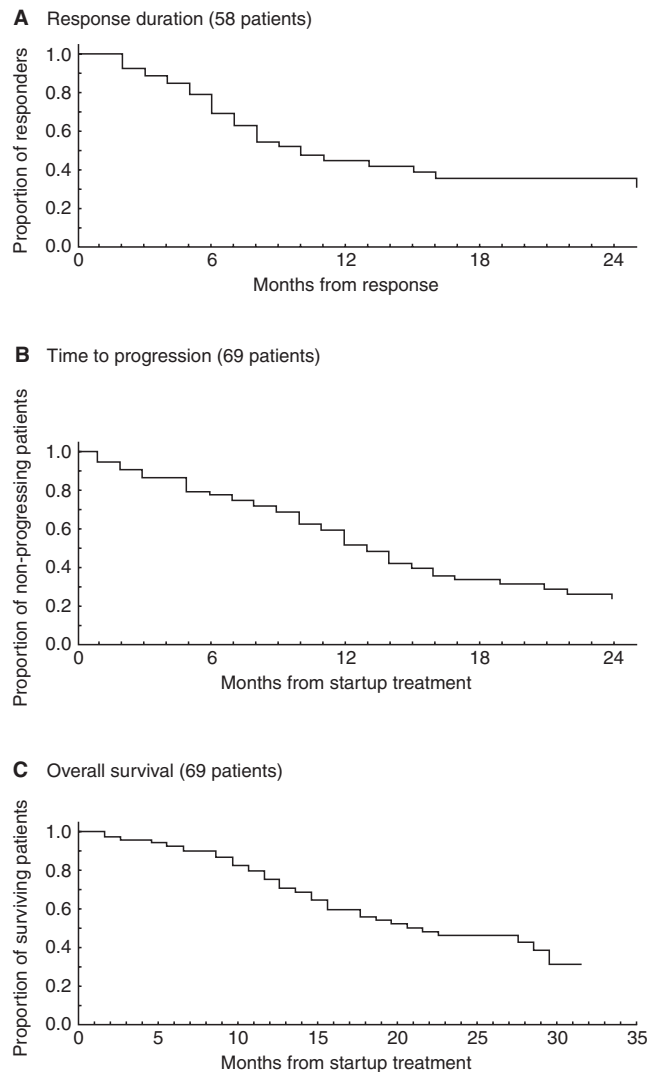 A Response duration (58 patients)
Proportion of responders
1.0
0.8
0.6
0.4
0.2
0.0
0 6 12 18 24
Months from response
B Time to progression (69 patients)
Proportion of non-progressing patients
1.0
0.8
0.6
0.4
0.2
0.0
0 6 12 18 24
Months from startup treatment
C Overall survival (69 patients)
Proportion of surviving patients
1.0
0.8
0.6
0.4
0.2
0.0
0 5 10 15 20 25 30 35
Months from startup treatment